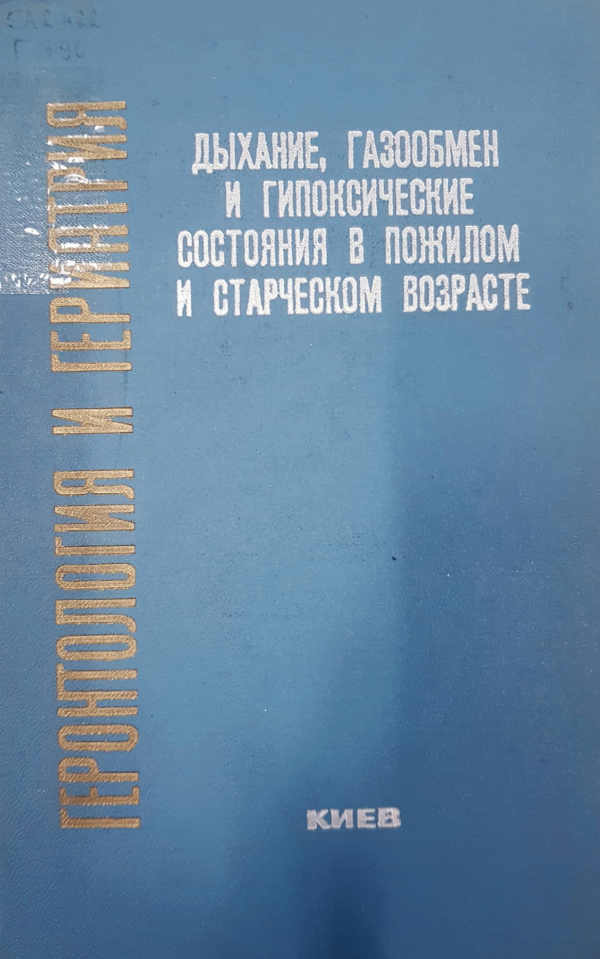 ГЕРОНТОЛОГИЯ И ГЕРИАТРИЯ
ДЫХАНИЕ, ГАЗООБМЕН
И ГИПОКСИЧЕСКИЕ
СОСТОЯНИЯ В ПОЖИЛОМ
И СТАРЧЕСКОМ ВОЗРАСТЕ
КИЕВ